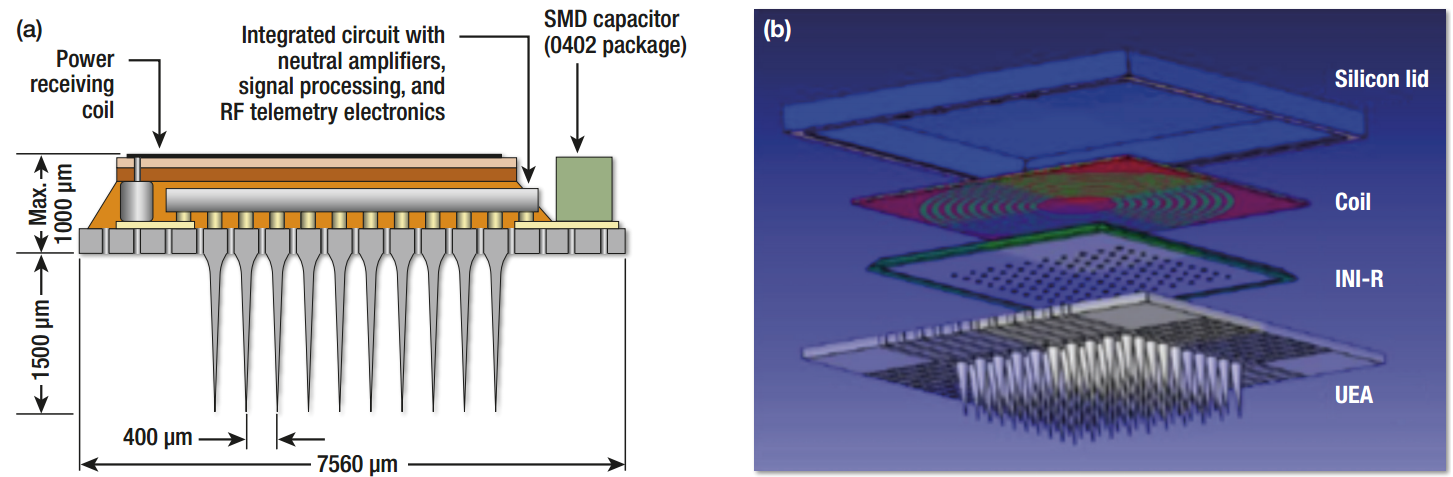 (a)
Power
receiving
coil
Integrated circuit with
neutral amplifiers,
signal processing, and
RF telemetry electronics
SMD capacitor
(0402 package)
Max.
1000 µm
1500 µm
400 µm
7560 µm
(b)
Silicon lid
Coil
INI-R
UEA